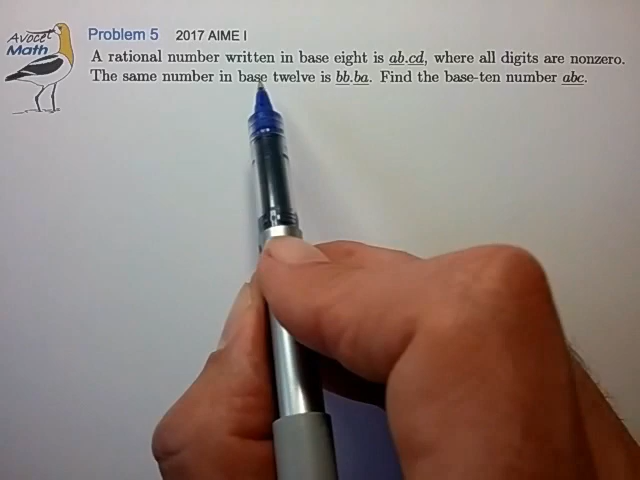 Avocet
Math
Problem 5 2017 AIME I
A rational number written in base eight is ab.cd, where all digits are nonzero.
The same number in base twelve is bb.ba. Find the base-ten number abc.